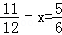 11/12 - x = 5/6